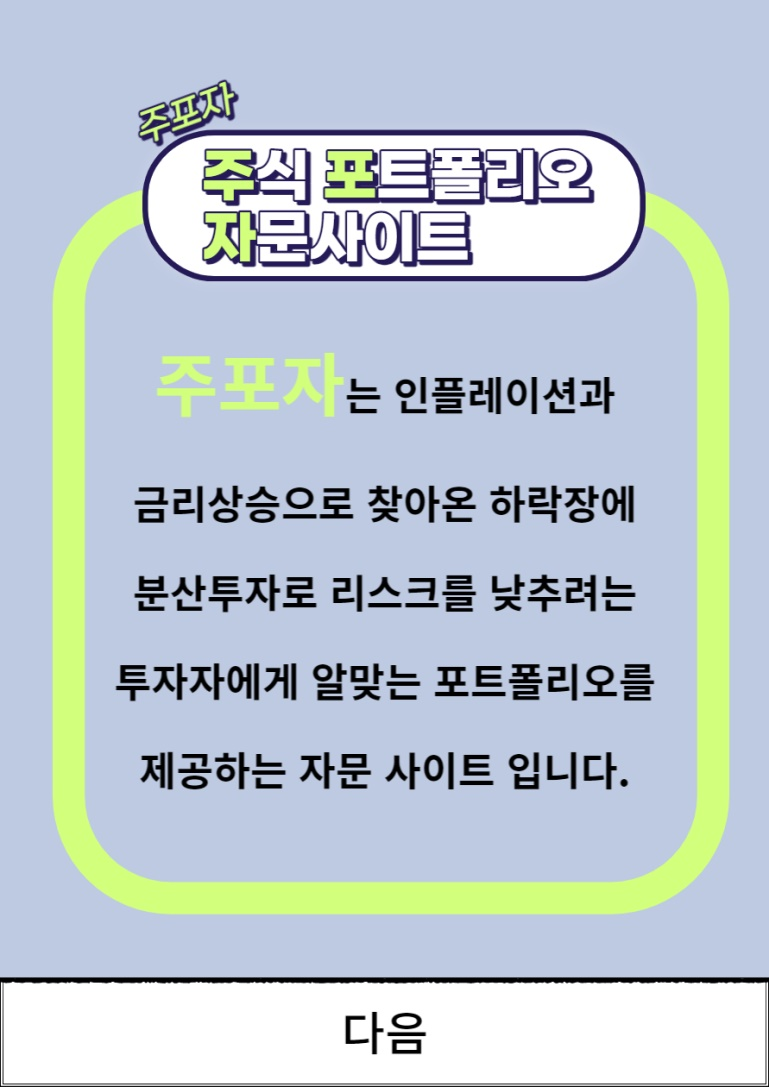 주포자
주식 포트폴리오
자문사이트
주포자는 인플레이션과
금리상승으로 찾아온 하락장에
분산투자로 리스크를 낮추려는
투자자에게 알맞는 포트폴리오를
제공하는 자문 사이트 입니다.
다음